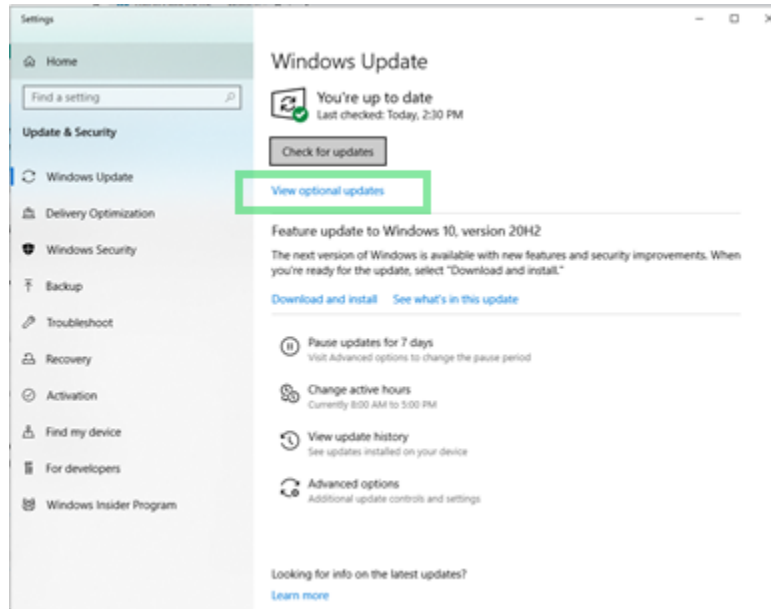 Settings
Home
Find a setting
Update & Security
Windows Update
Delivery Optimization
Windows Security
Backup
Troubleshoot
Recovery
Activation
Find my device
For developers
Windows Insider Program
Windows Update
You're up to date
Last checked: Today, 2:30 PM
Check for updates
View optional updates
Feature update to Windows 10, version 20H2
The next version of Windows is available with new features and security improvements. When
you're ready for the update, select "Download and install."
Download and install See what's in this update
Pause updates for 7 days
Visit Advanced options to change the pause period
Change active hours
Currently 8:00 AM to 5:00 PM
View update history
See updates installed on your device
Advanced options
Additional update controls and settings
Looking for info on the latest updates?
Learn more